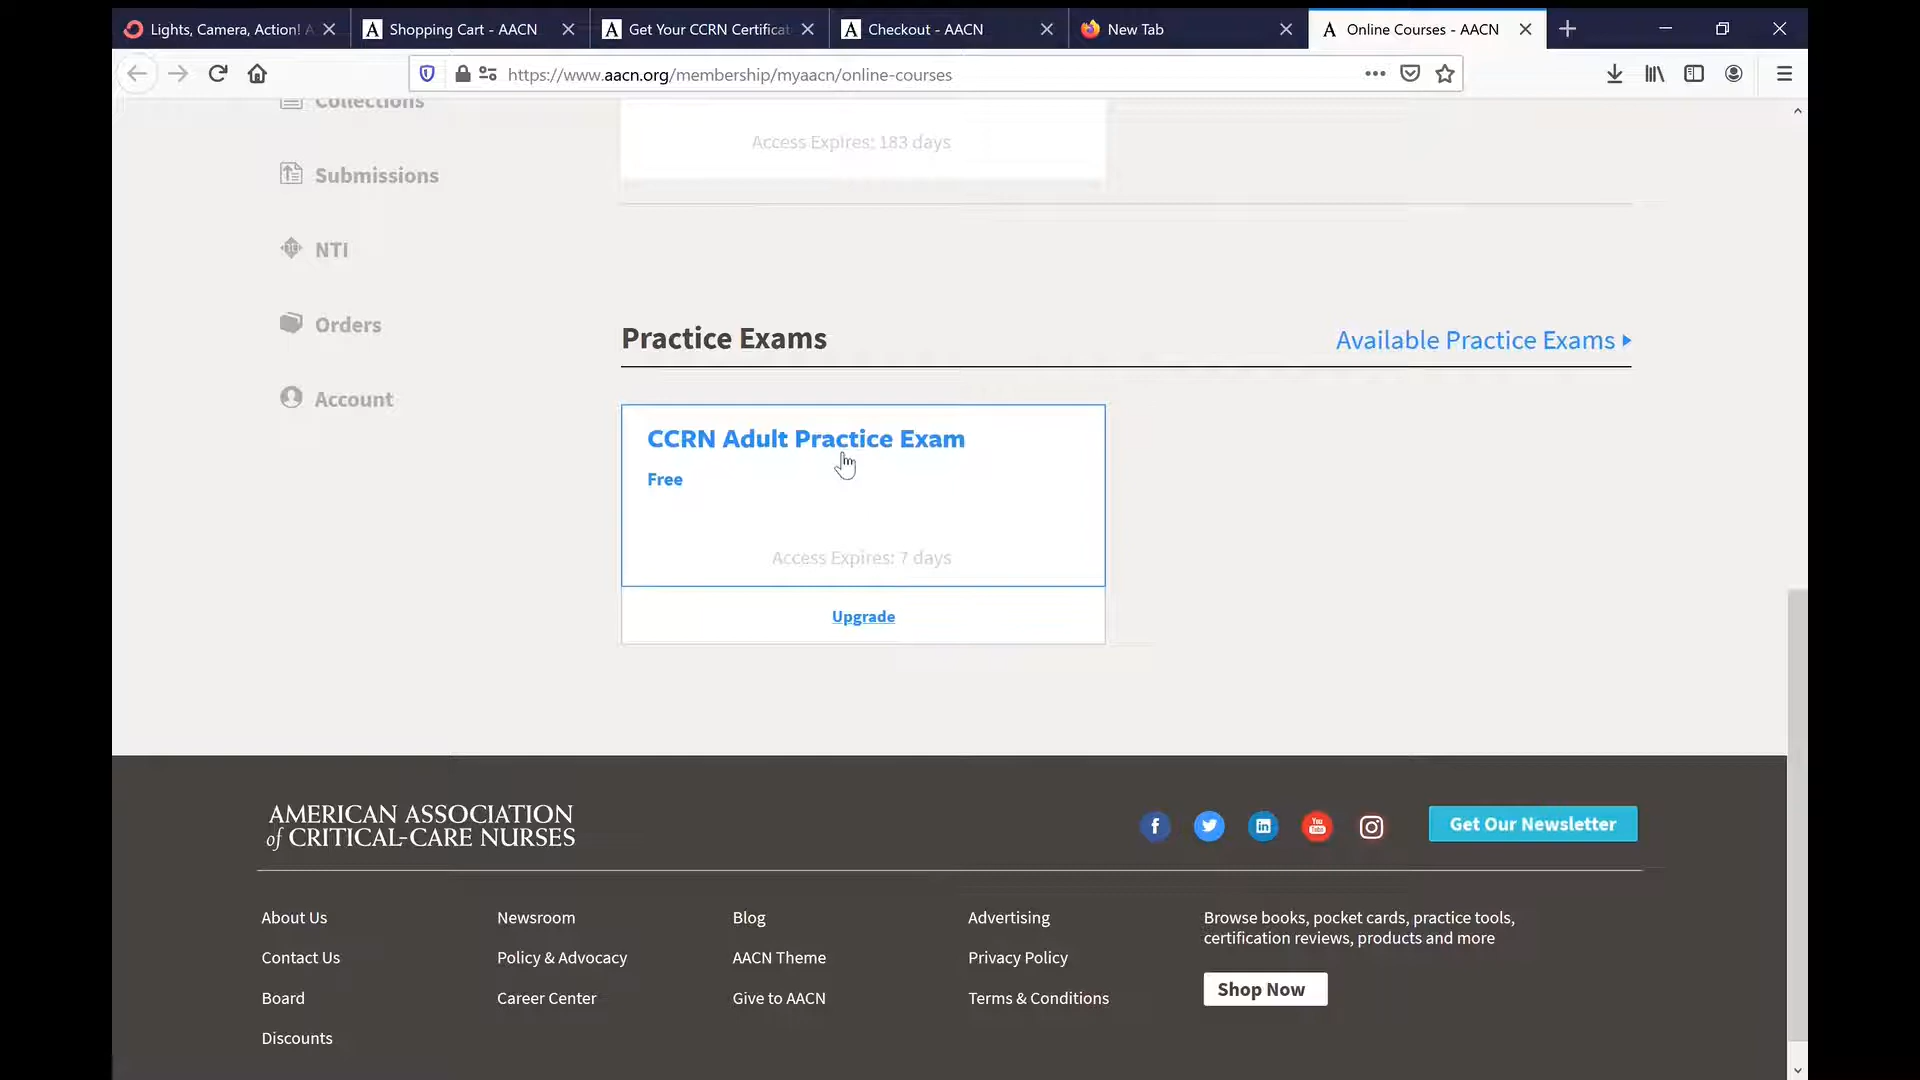 Lights, Camera, Action! A
Shopping Cart - AACN
Get Your CCRN Certificat
Checkout - AACN
New Tab
Online Courses - AACN
https://www.aacn.org/membership/myaacn/online-courses
Collections
Submissions
NTI
Orders
Account
Access Expires: 183 days
Practice Exams
Available Practice Exams
CCRN Adult Practice Exam
Free
Access Expires: 7 days
Upgrade
AMERICAN ASSOCIATION
of CRITICAL-CARE NURSES
Get Our Newsletter
About Us
Contact Us
Board
Discounts
Newsroom
Policy & Advocacy
Career Center
Blog
AACN Theme
Give to AACN
Advertising
Privacy Policy
Terms & Conditions
Browse books, pocket cards, practice tools,
certification reviews, products and more
Shop Now